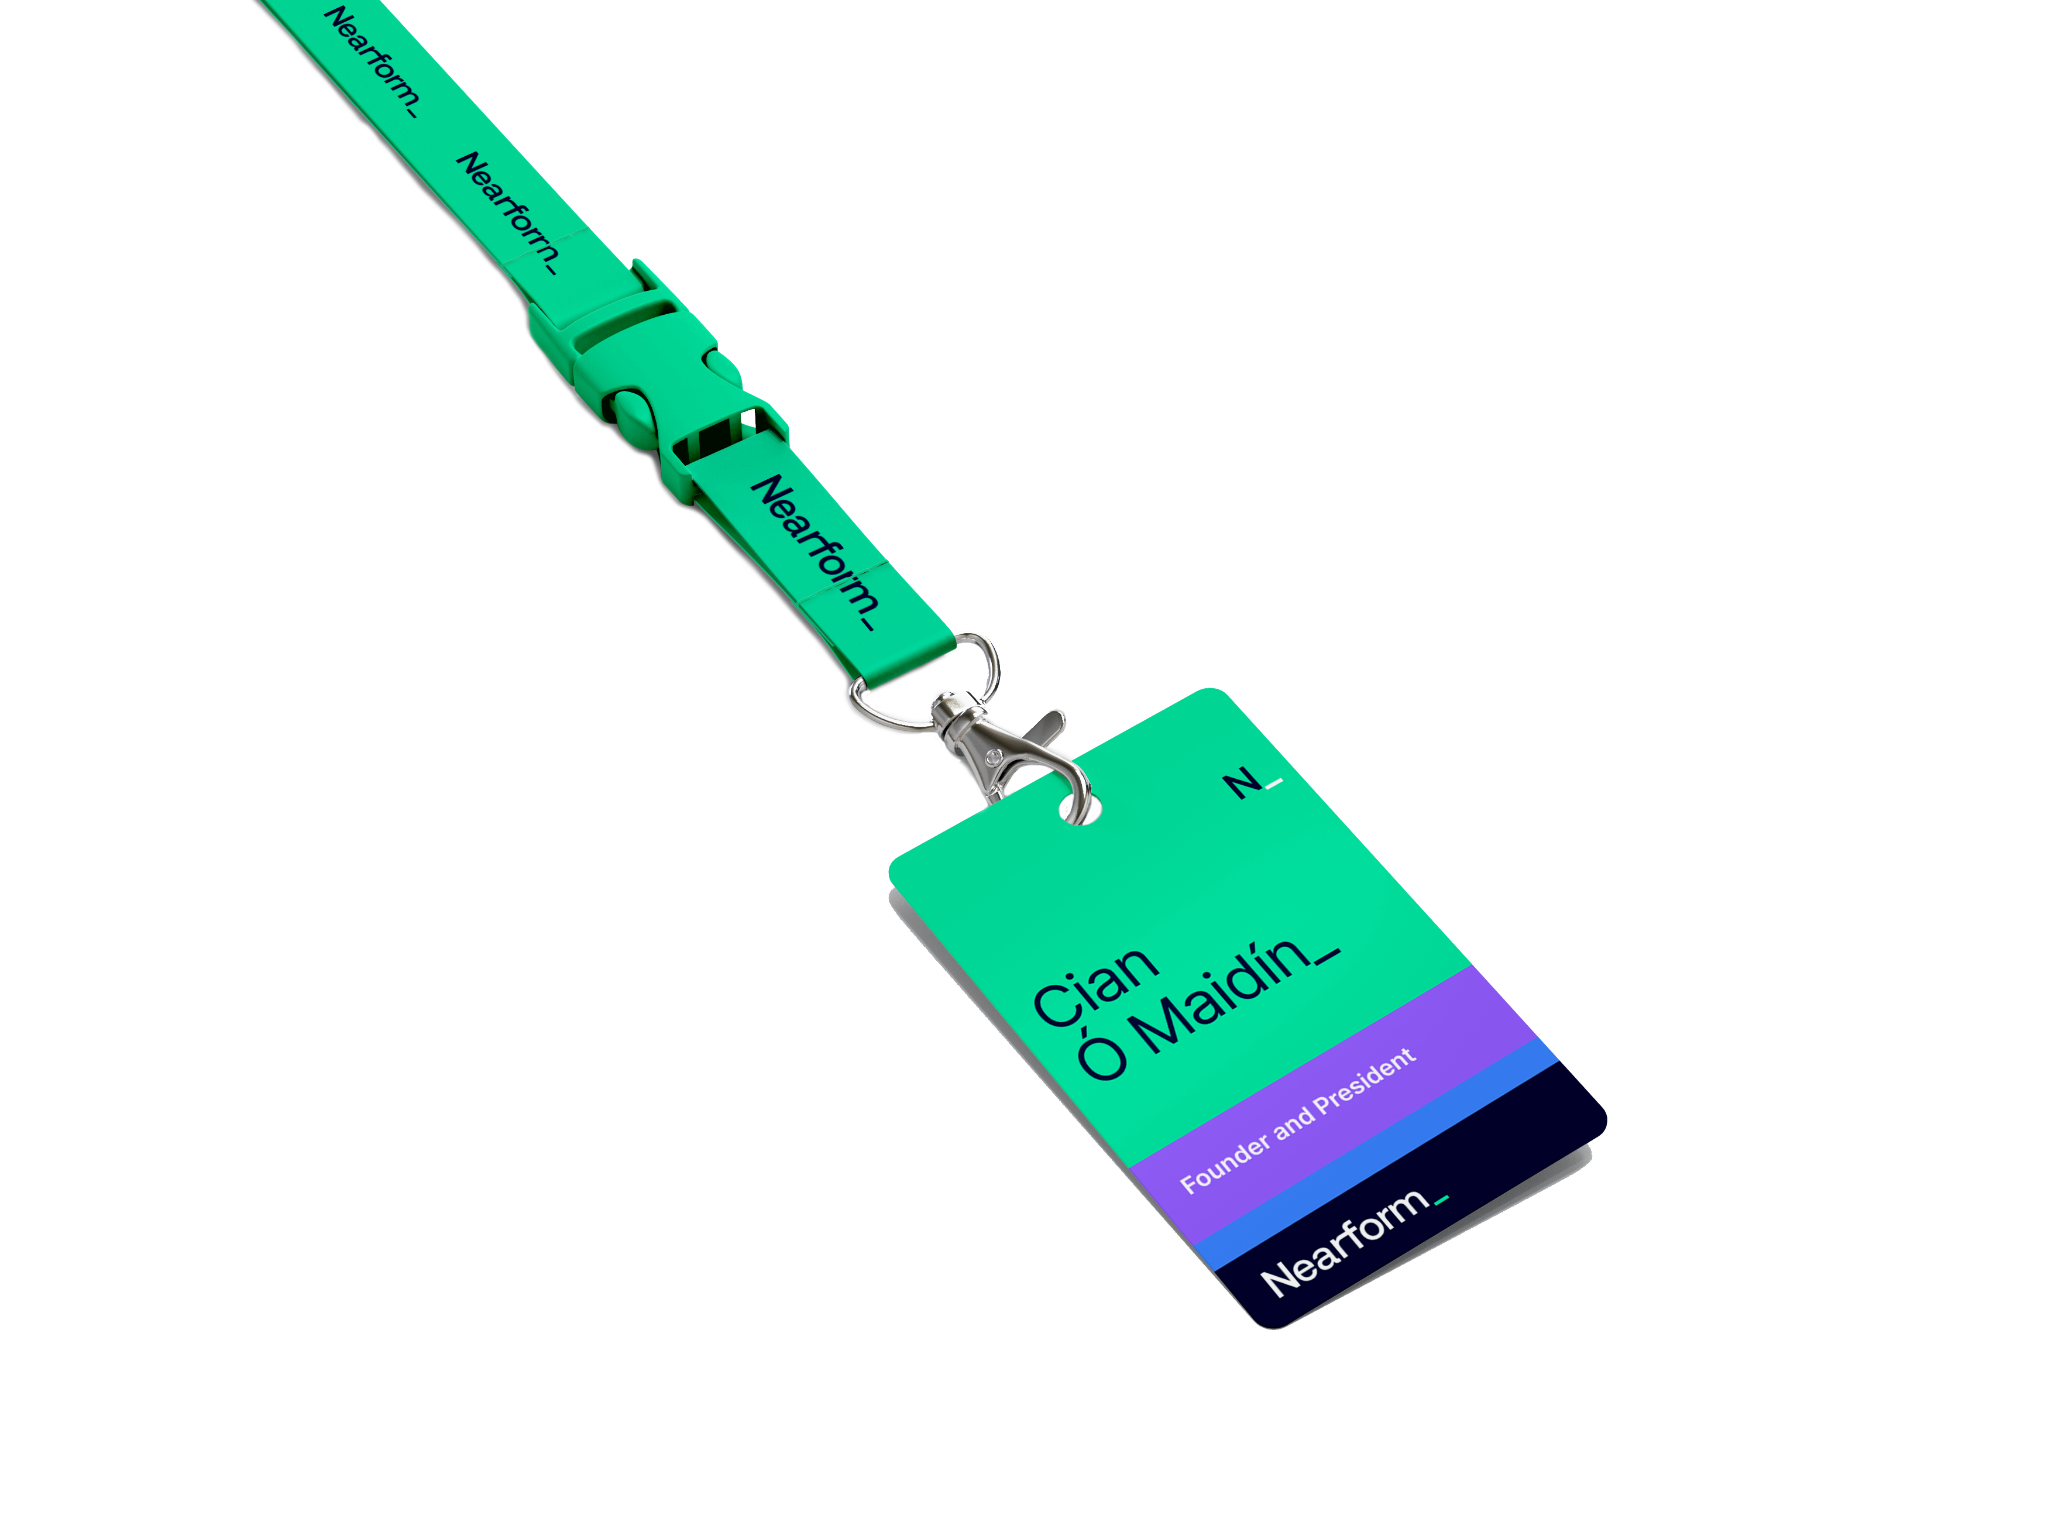 Nearform_
Nearform_
Nearform_
N_
Cian
Ó Maidín_
Founder and President
Nearform_